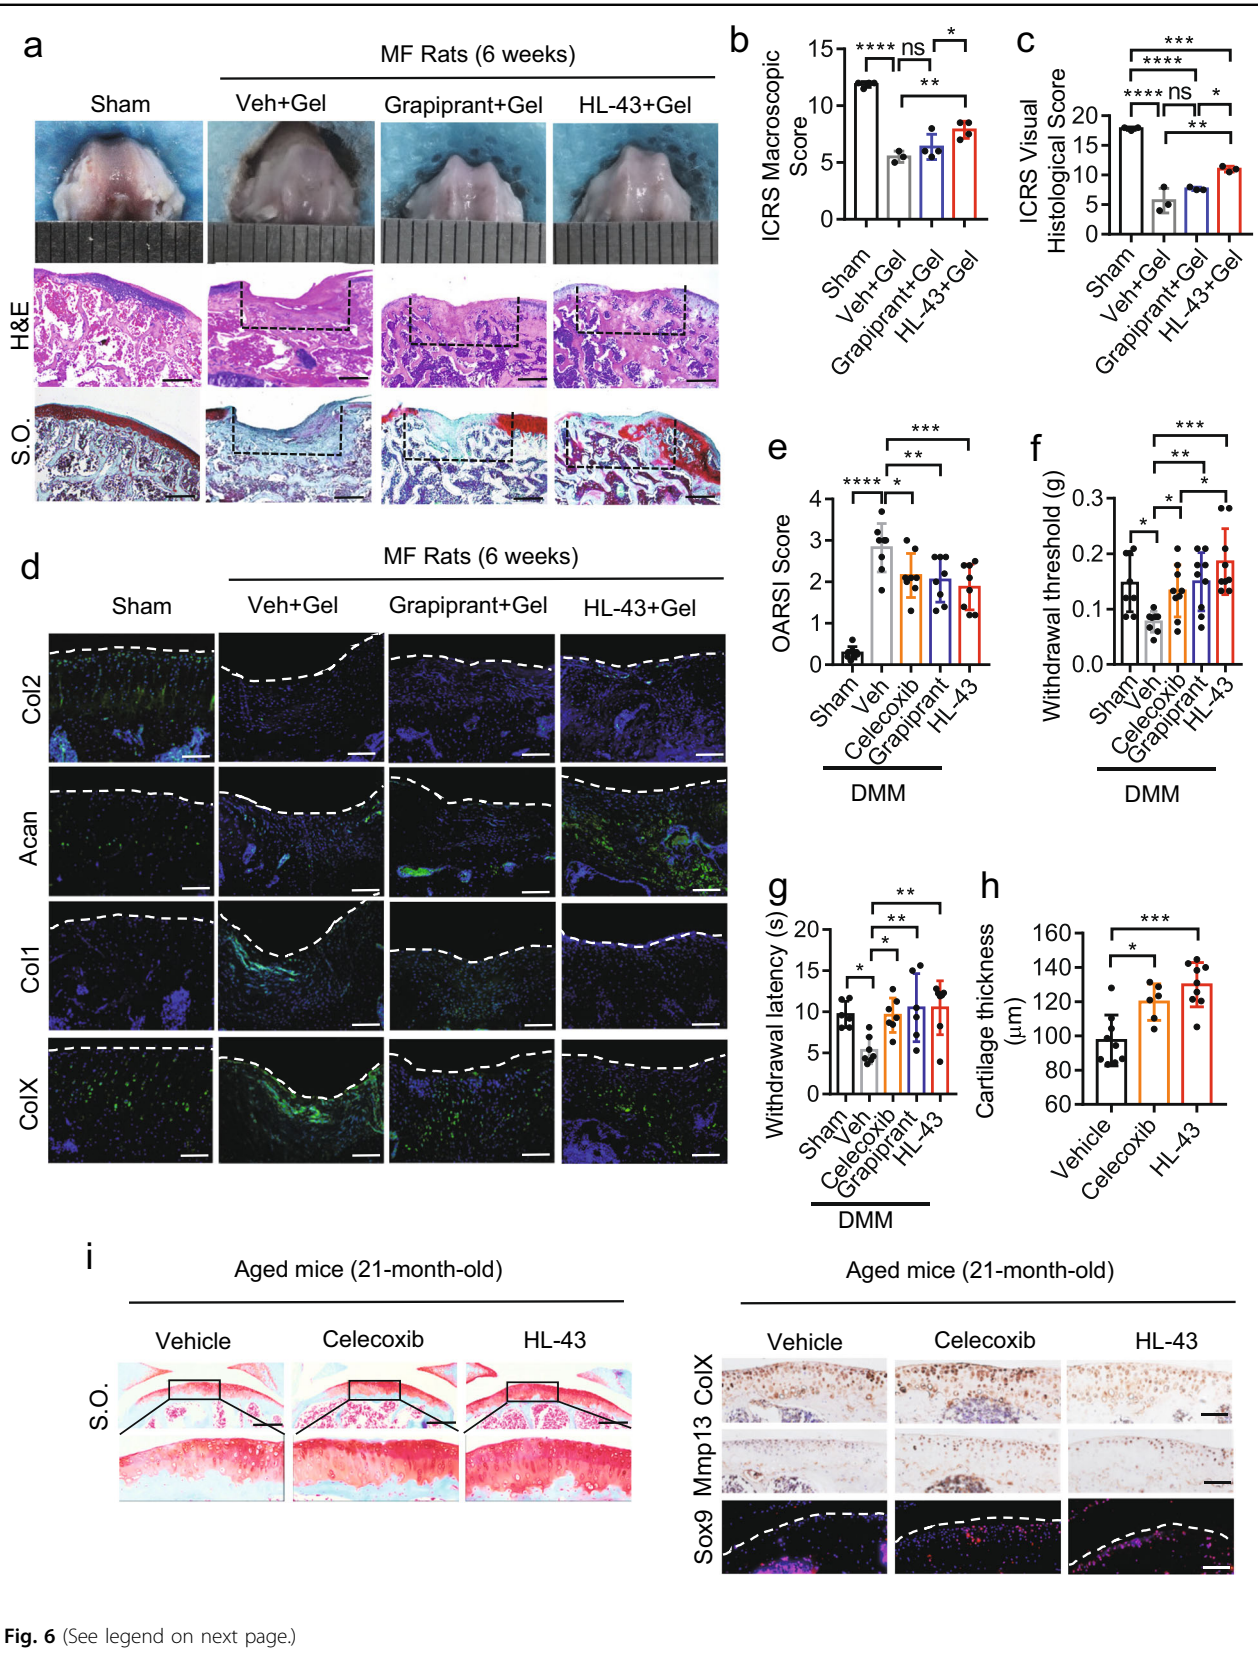 a
MF Rats (6 weeks)
Sham
Veh+Gel
Grapiprant+Gel
HL-43+Gel
H&E
S.O.
b
ICRS Macroscopic
Score
15
10
5
0
****
ns
*
**
Sham
Veh+Gel
Grapiprant+Gel
HL-43+Gel
c
ICRS Visual
Histological Score
20
15
10
5
0
***
****
****
ns
*
**
Sham
Veh+Gel
Grapiprant+Gel
HL-43+Gel
d
MF Rats (6 weeks)
Sham
Veh+Gel
Grapiprant+Gel
HL-43+Gel
Col2
Acan
Col1
ColX
e
OARSI Score
4
3
2
1
0
***
**
****
*
Sham
Veh
Celecoxib
Grapiprant
HL-43
DMM
f
Withdrawal threshold (g)
0.3
0.2
0.1
0.0
***
**
*
*
*
Sham
Veh
Celecoxib
Grapiprant
HL-43
DMM
g
Withdrawal latency (s)
20
15
10
5
0
**
**
*
*
Sham
Veh
Celecoxib
Grapiprant
HL-43
DMM
h
Cartilage thickness
(μm)
160
140
120
100
80
60
***
*
Vehicle
Celecoxib
HL-43
i
Aged mice (21-month-old)
Vehicle
Celecoxib
HL-43
S.O.
Aged mice (21-month-old)
Vehicle
Celecoxib
HL-43
ColX
Mmp13
Sox9
Fig. 6 (See legend on next page.)